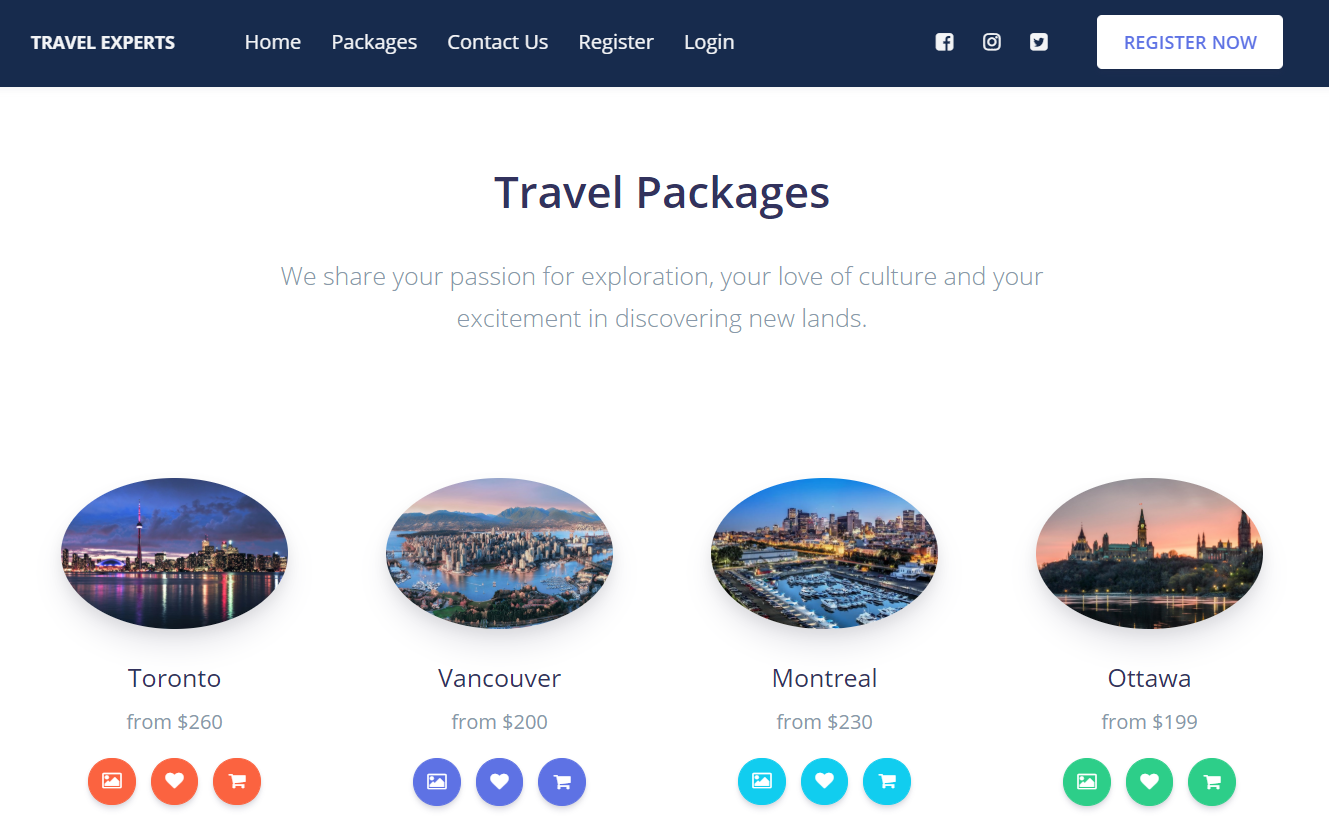 TRAVEL EXPERTS Home Packages Contact Us Register Login REGISTER NOW
Travel Packages
We share your passion for exploration, your love of culture and your
excitement in discovering new lands.
Toronto Vancouver Montreal Ottawa
from $260 from $200 from $230 from $199